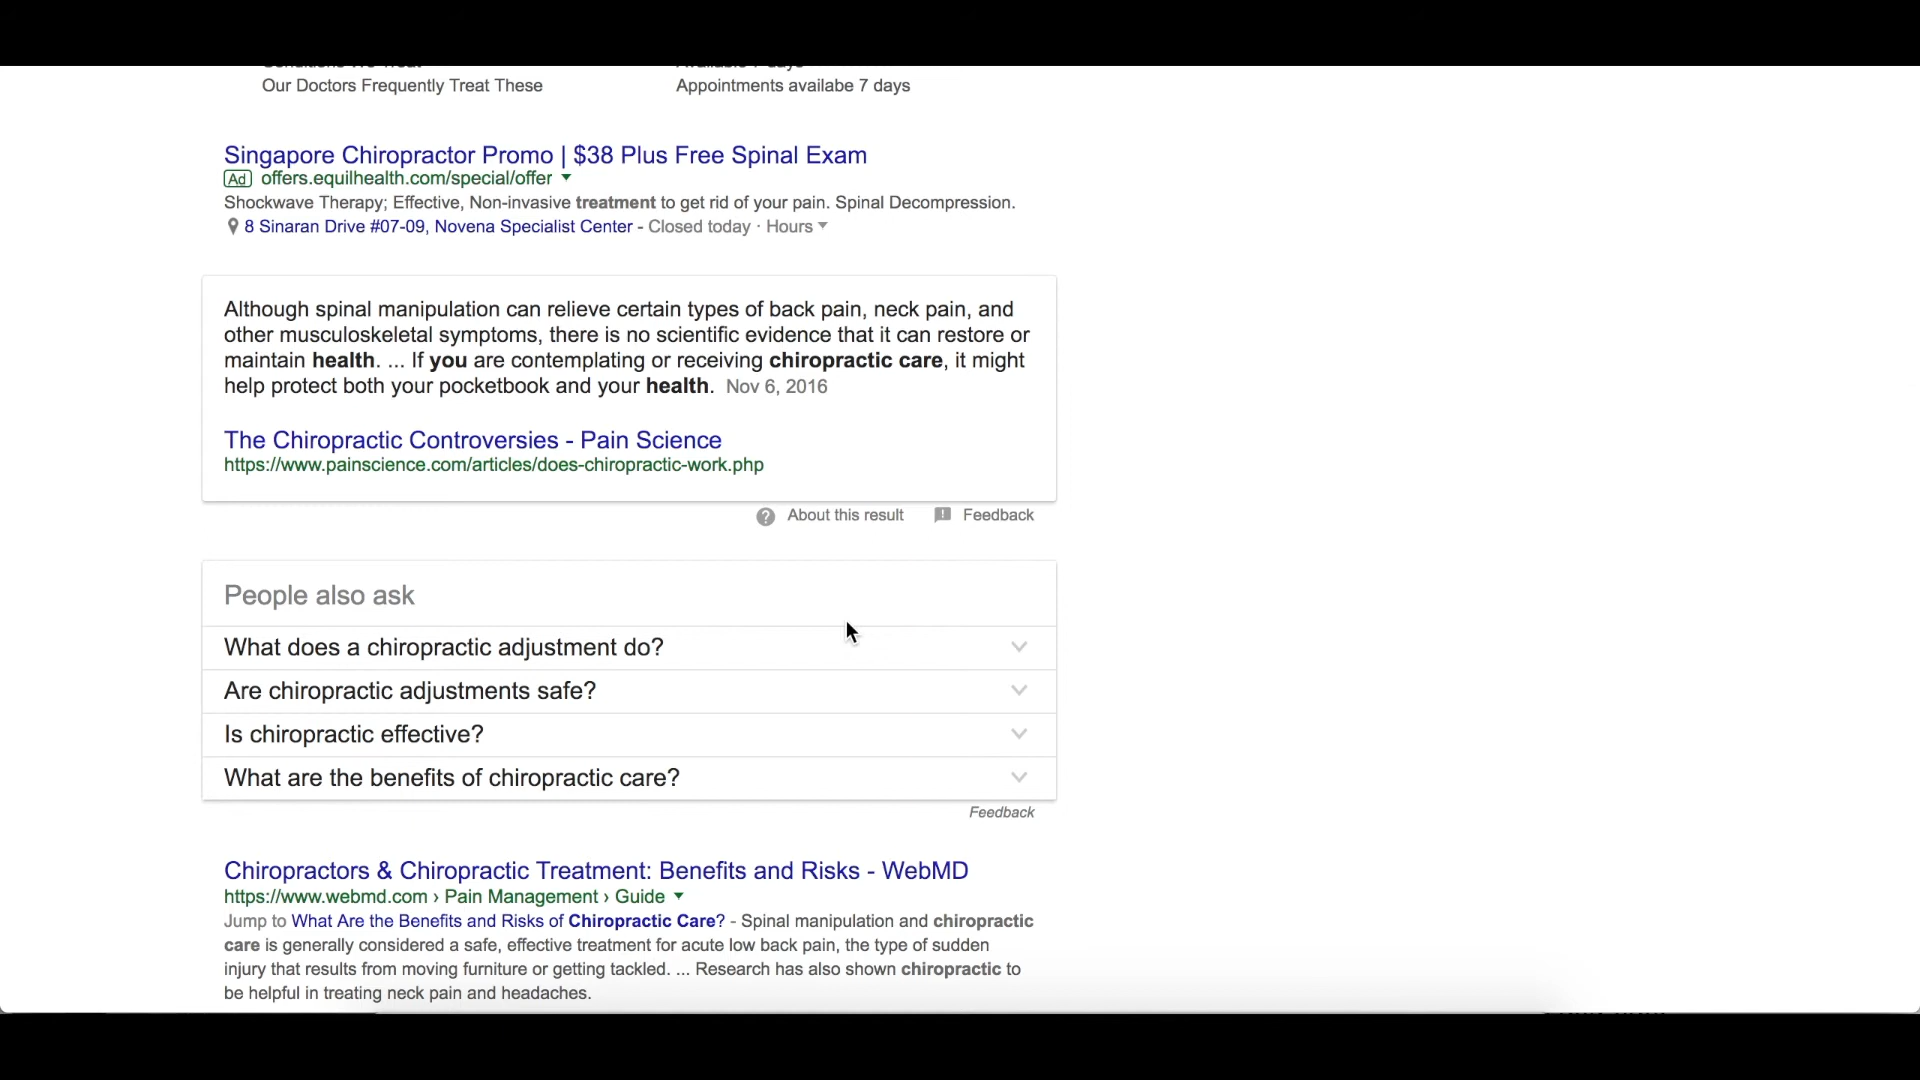 Our Doctors Frequently Treat These
Appointments availabe 7 days
Singapore Chiropractor Promo | $38 Plus Free Spinal Exam
Ad offers.equilhealth.com/special/offer
Shockwave Therapy; Effective, Non-invasive treatment to get rid of your pain. Spinal Decompression.
8 Sinaran Drive #07-09, Novena Specialist Center - Closed today · Hours
Although spinal manipulation can relieve certain types of back pain, neck pain, and
other musculoskeletal symptoms, there is no scientific evidence that it can restore or
maintain health. ... If you are contemplating or receiving chiropractic care, it might
help protect both your pocketbook and your health. Nov 6, 2016
The Chiropractic Controversies - Pain Science
https://www.painscience.com/articles/does-chiropractic-work.php
About this result
Feedback
People also ask
What does a chiropractic adjustment do?
Are chiropractic adjustments safe?
Is chiropractic effective?
What are the benefits of chiropractic care?
Feedback
Chiropractors & Chiropractic Treatment: Benefits and Risks - WebMD
https://www.webmd.com › Pain Management › Guide
Jump to What Are the Benefits and Risks of Chiropractic Care? - Spinal manipulation and chiropractic
care is generally considered a safe, effective treatment for acute low back pain, the type of sudden
injury that results from moving furniture or getting tackled. ... Research has also shown chiropractic to
be helpful in treating neck pain and headaches.